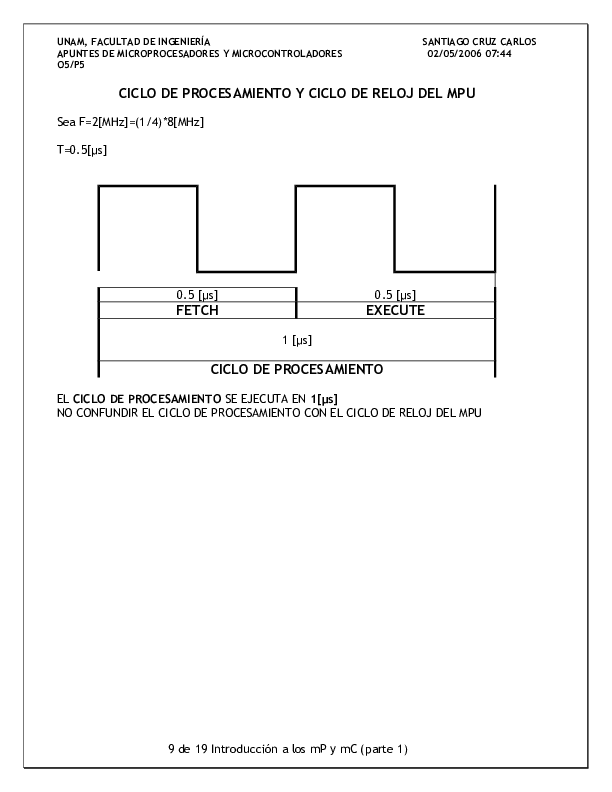 UNAM, FACULTAD DE INGENIERÍA SANTIAGO CRUZ CARLOS
APUNTES DE MICROPROCESADORES Y MICROCONTROLADORES 02/05/2006 07:44
O5/P5
CICLO DE PROCESAMIENTO Y CICLO DE RELOJ DEL MPU
Sea F=2[MHz]=(1/4)*8[MHz]
T=0.5[µs]
0.5 [µs] 0.5 [µs]
FETCH EXECUTE
1 [µs]
CICLO DE PROCESAMIENTO
EL CICLO DE PROCESAMIENTO SE EJECUTA EN 1[µs]
NO CONFUNDIR EL CICLO DE PROCESAMIENTO CON EL CICLO DE RELOJ DEL MPU
9 de 19 Introducción a los mP y mC (parte 1)